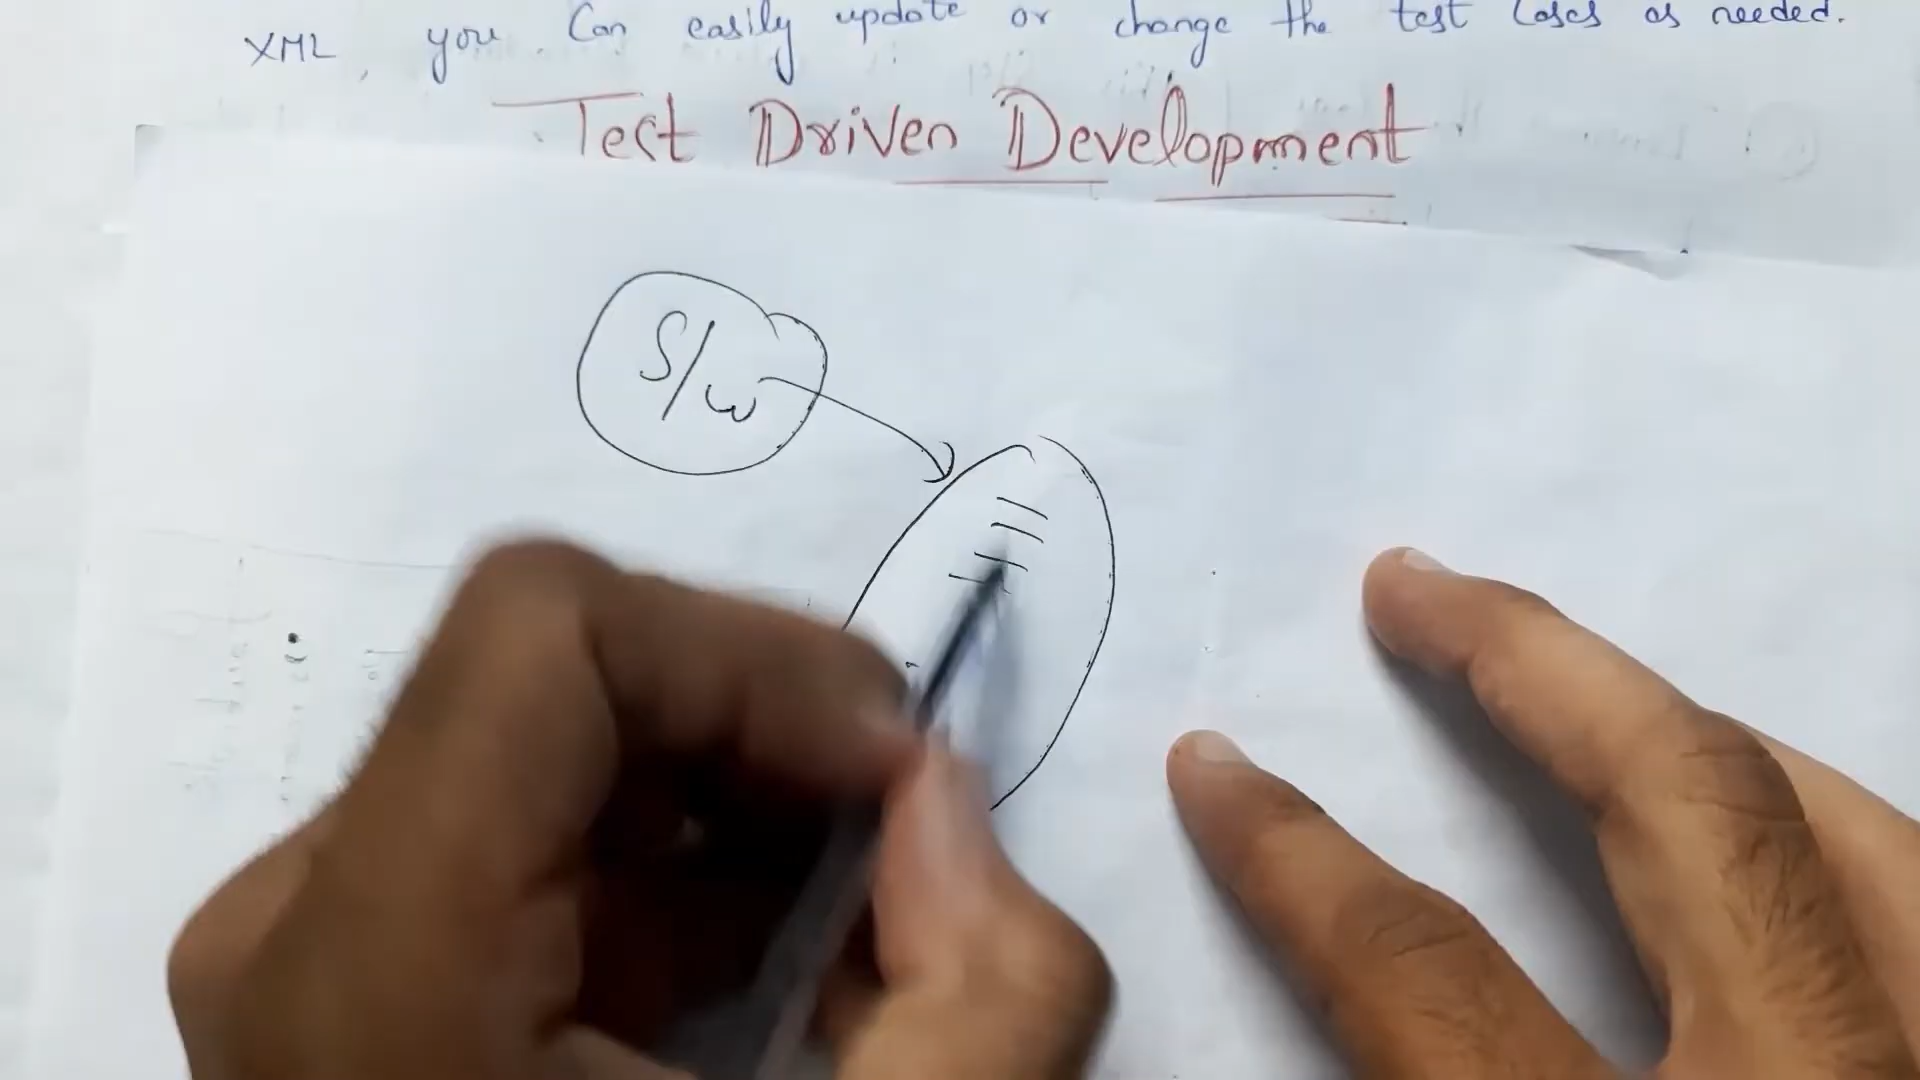 XML, you can easily update or change the test cases as needed.
Test Driven Development
S/w